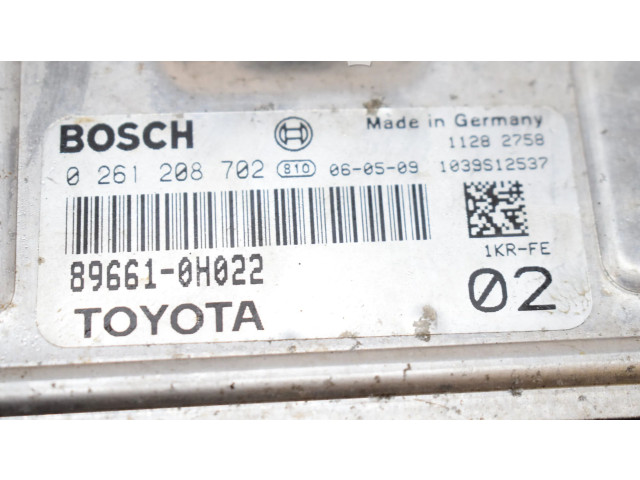 BOSCH Made in Germany
1128 2758
0 261 208 702 810 06-05-09 1039S12537
1KR-FE
89661-0H022
02
TOYOTA